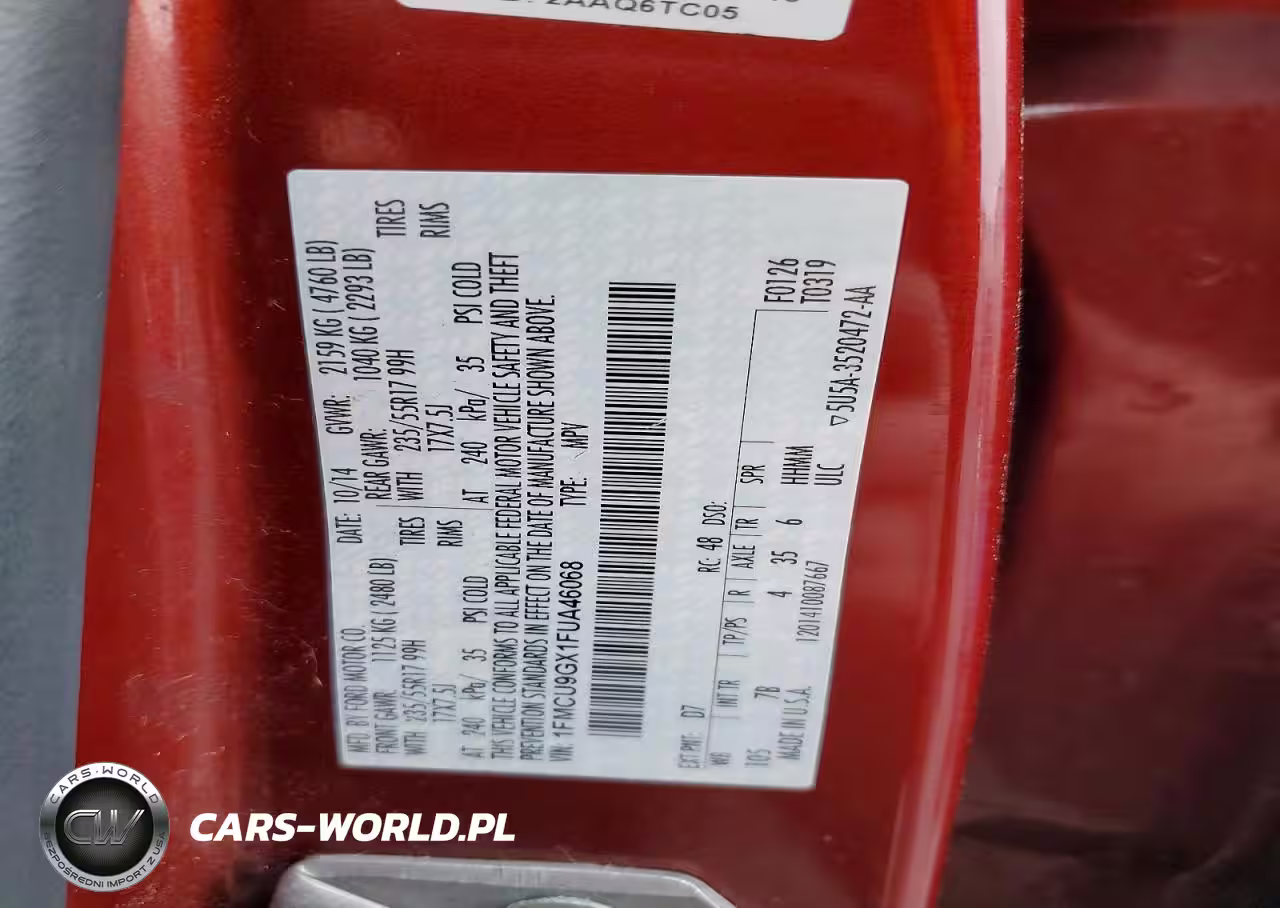 2AAQ6TC05
MFD. BY FORD MOTOR CO.
DATE: 10/14 GVWR: 2159 KG ( 4760 LB)
FRONT GAWR: 1125 KG ( 2480 LB)
REAR GAWR: 1040 KG ( 2293 LB)
WITH 235/55R17 99H TIRES
WITH 235/55R17 99H TIRES
17X7.5J RIMS
17X7.5J RIMS
AT 240 kPa/ 35 PSI COLD
AT 240 kPa/ 35 PSI COLD
THIS VEHICLE CONFORMS TO ALL APPLICABLE FEDERAL MOTOR VEHICLE SAFETY AND THEFT
PREVENTION STANDARDS IN EFFECT ON THE DATE OF MANUFACTURE SHOWN ABOVE.
VIN: 1FMCU9GX1FUA46068 TYPE: MPV
EXT PNT: D7 RC: 48 DSO:
WB INT TR TP/PS R AXLE TR SPR F0126
T0319
105 7B 4 35 6 HHMM
MADE IN U.S.A. 1201410087667 ULC
▽5U5A-3520472-AA
CARS-WORLD
CW
BEZPOŚREDNI IMPORT Z USA
CARS-WORLD.PL